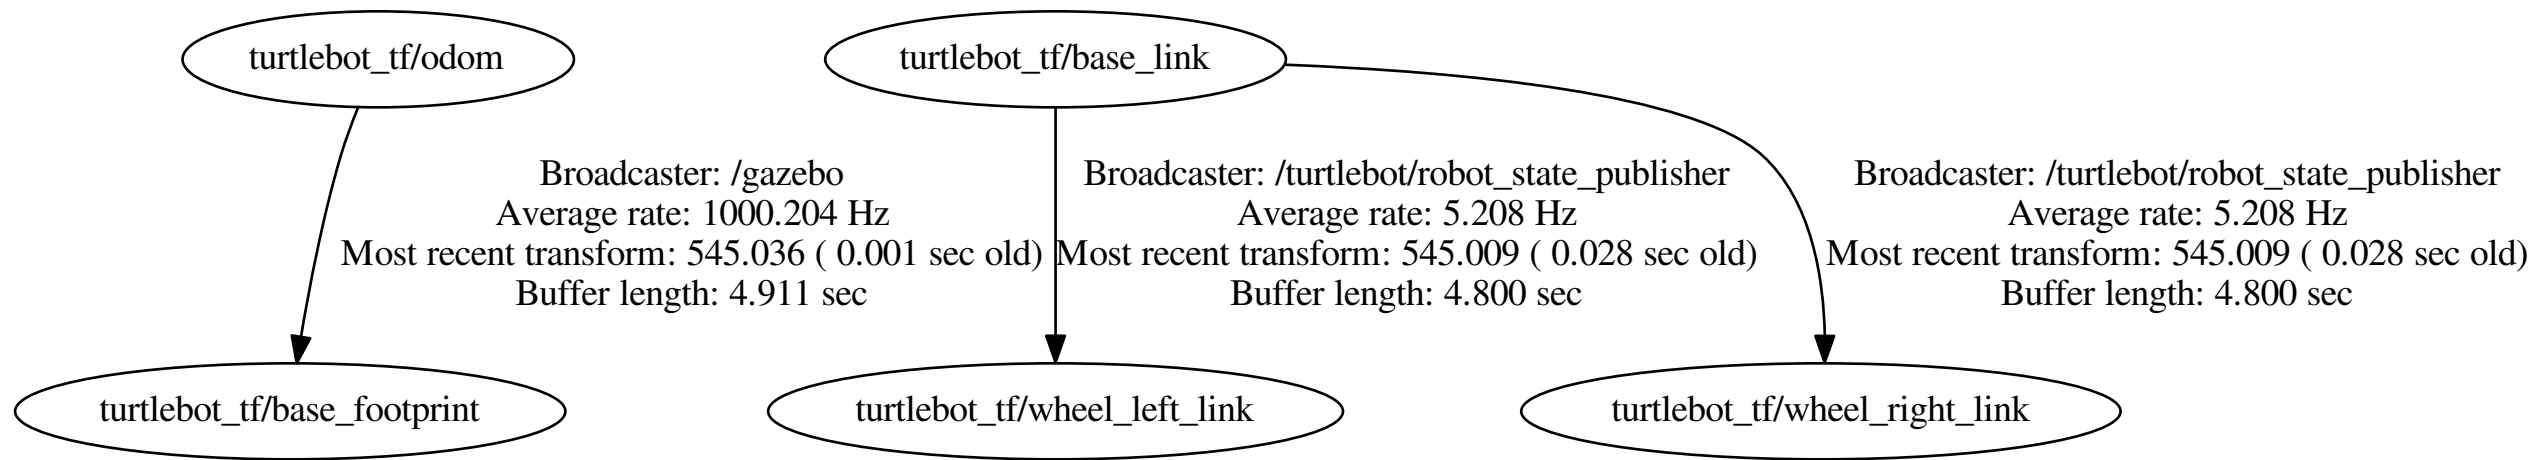 turtlebot_tf/odom
turtlebot_tf/base_link
Broadcaster: /gazebo
Average rate: 1000.204 Hz
Most recent transform: 545.036 ( 0.001 sec old)
Buffer length: 4.911 sec
Broadcaster: /turtlebot/robot_state_publisher
Average rate: 5.208 Hz
Most recent transform: 545.009 ( 0.028 sec old)
Buffer length: 4.800 sec
Broadcaster: /turtlebot/robot_state_publisher
Average rate: 5.208 Hz
Most recent transform: 545.009 ( 0.028 sec old)
Buffer length: 4.800 sec
turtlebot_tf/base_footprint
turtlebot_tf/wheel_left_link
turtlebot_tf/wheel_right_link